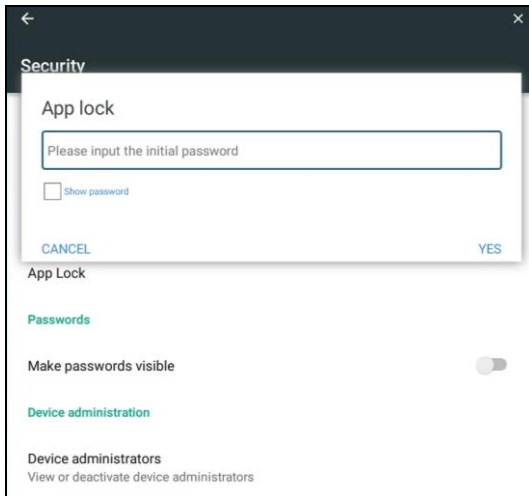 Security
App lock
Please input the initial password
Show password
CANCEL YES
App Lock
Passwords
Make passwords visible
Device administration
Device administrators
View or deactivate device administrators